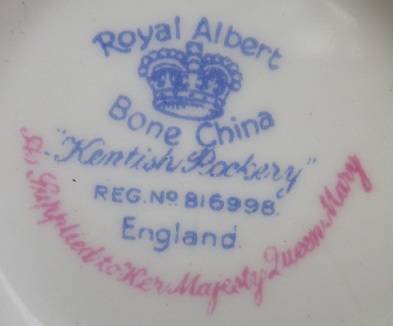 Royal Albert
Bone China
"Kentish Rockery"
REG. No 816998.
England.
As Supplied to Her Majesty Queen Mary